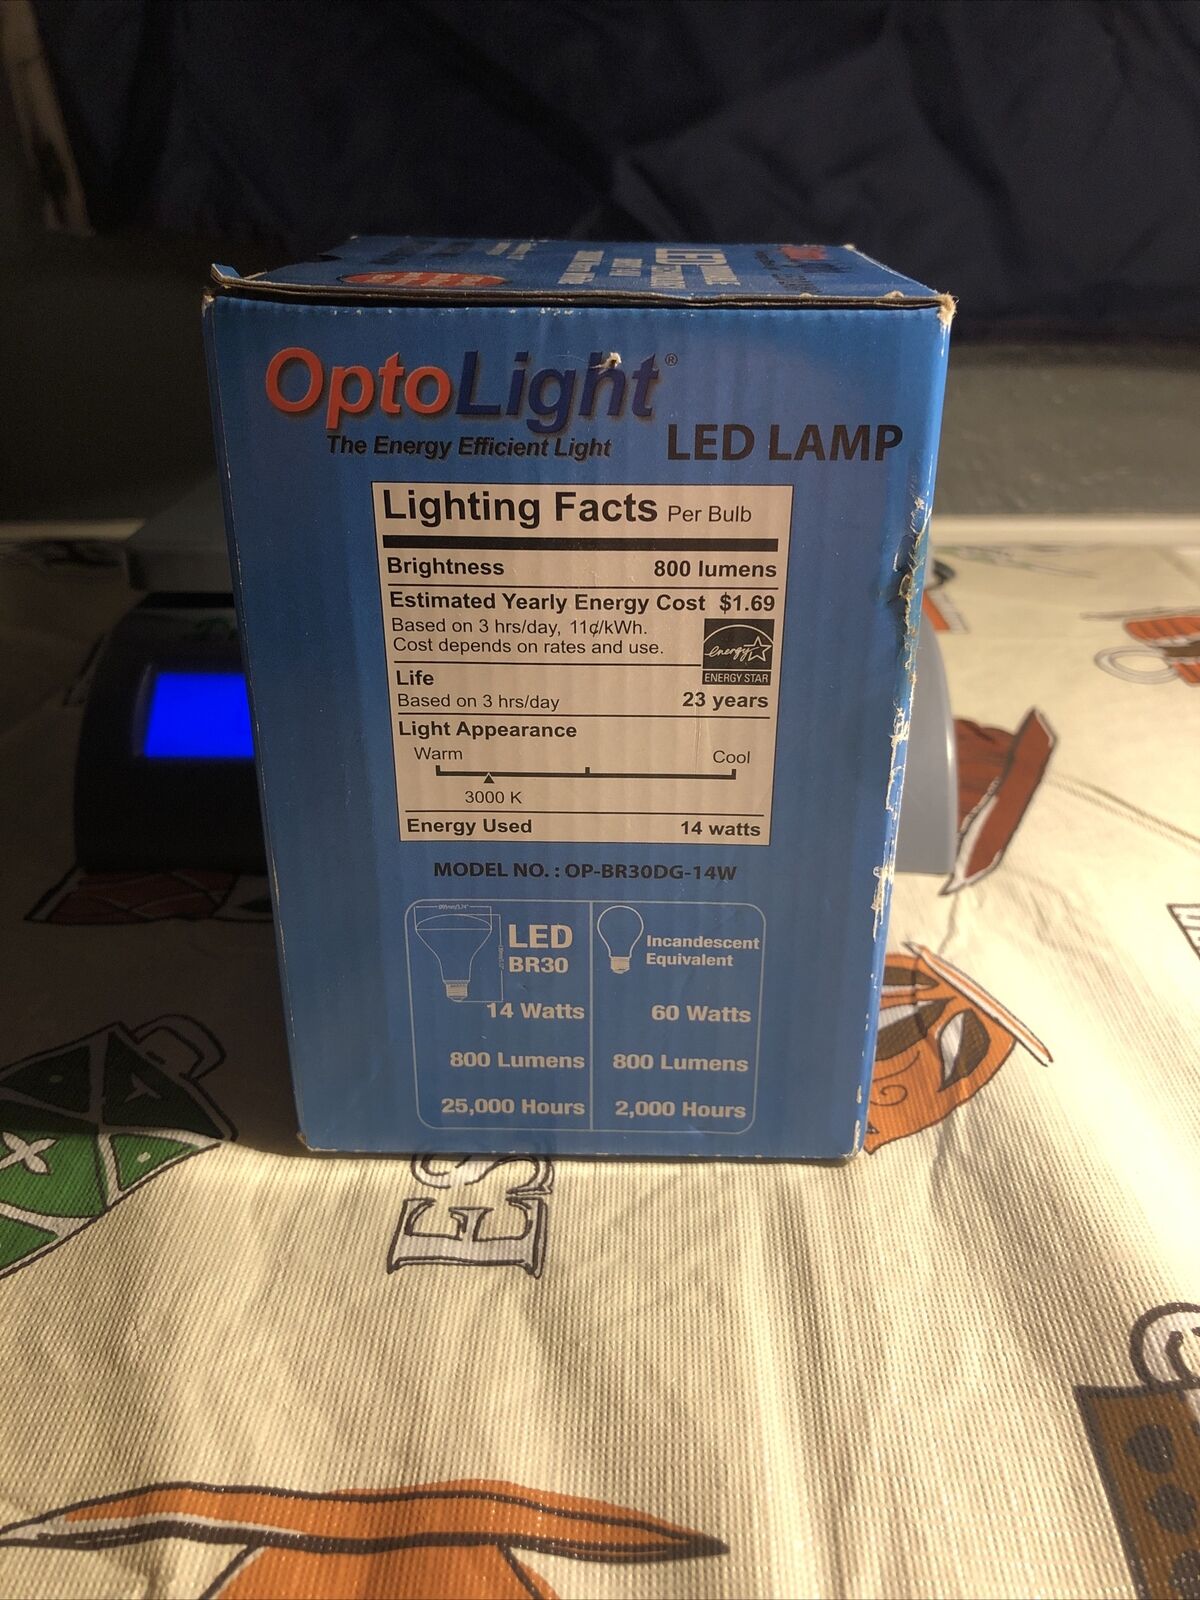 OptoLight®
The Energy Efficient Light
LED LAMP
Lighting Facts Per Bulb
Brightness 800 lumens
Estimated Yearly Energy Cost $1.69
Based on 3 hrs/day, 11¢/kWh.
Cost depends on rates and use.
energy
ENERGY STAR
Life
Based on 3 hrs/day 23 years
Light Appearance
Warm Cool
3000 K
Energy Used 14 watts
MODEL NO. : OP-BR30DG-14W
LED
BR30
Incandescent
Equivalent
14 Watts 60 Watts
800 Lumens 800 Lumens
25,000 Hours 2,000 Hours
ES